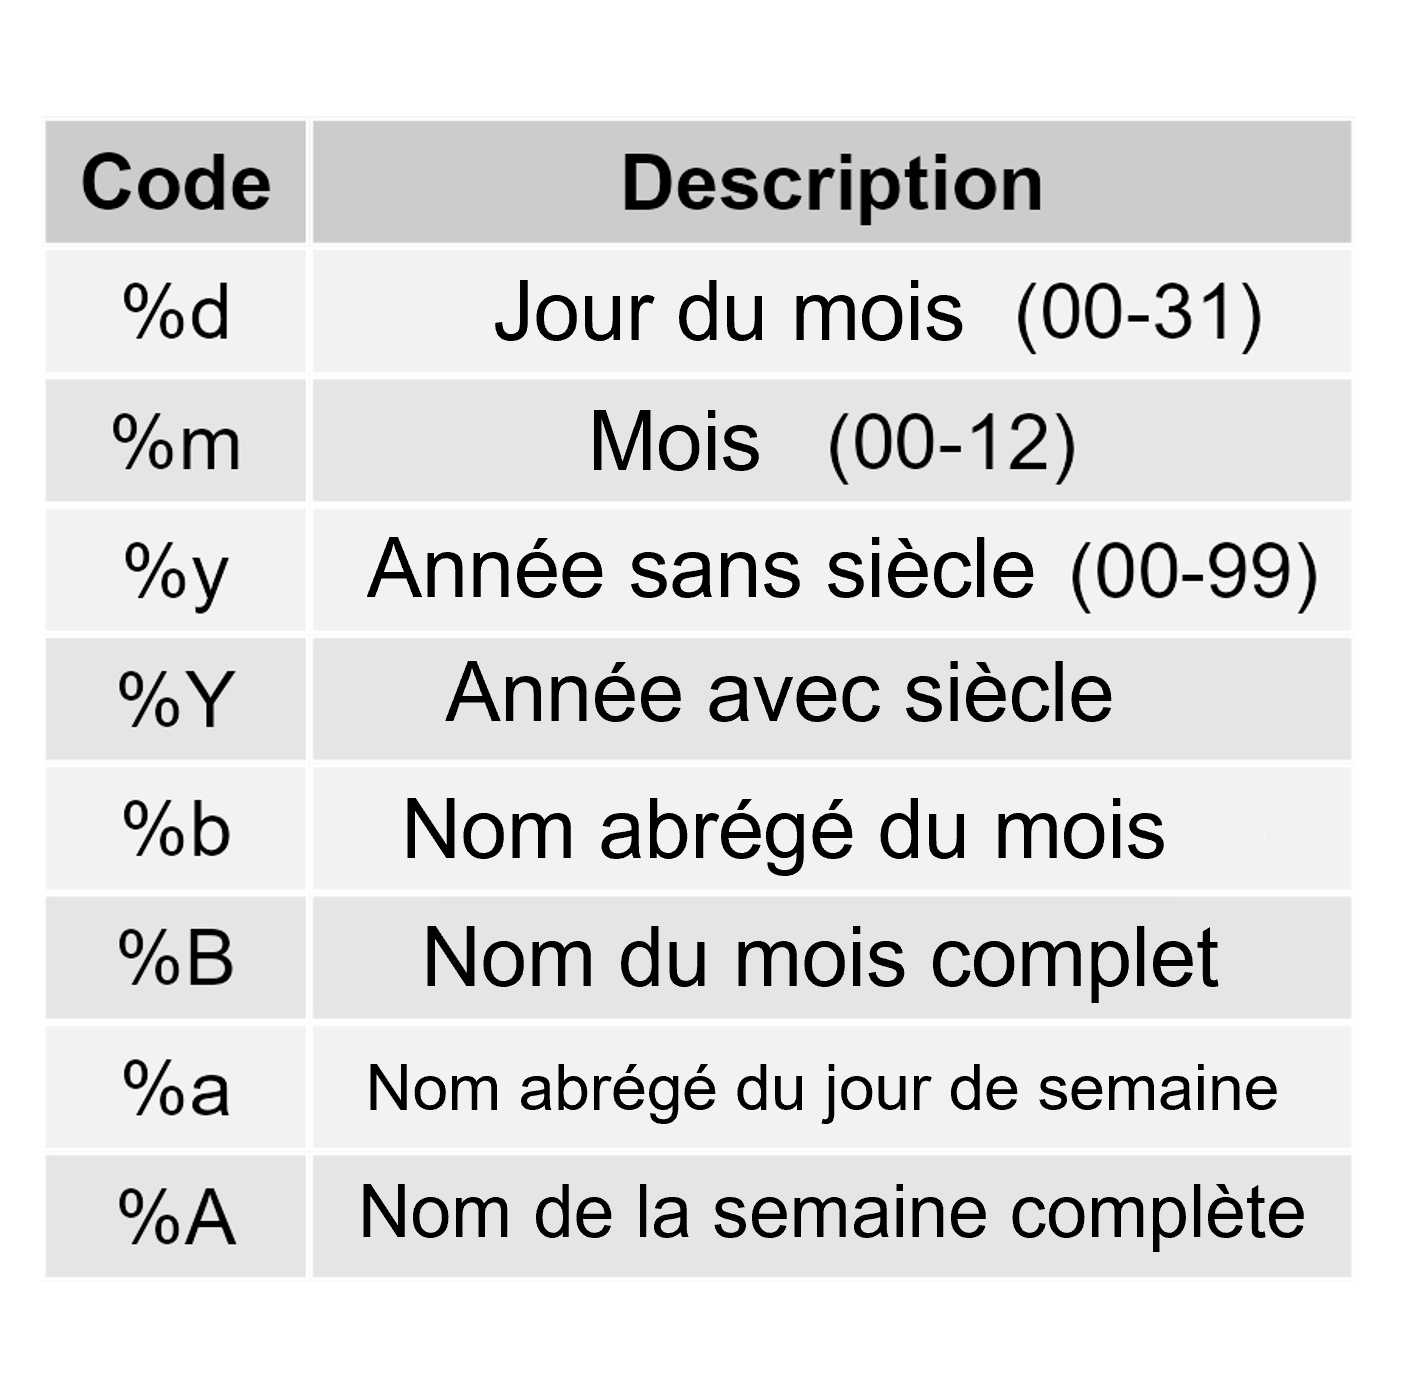 Code Description
%d Jour du mois (00-31)
%m Mois (00-12)
%y Année sans siècle (00-99)
%Y Année avec siècle
%b Nom abrégé du mois
%B Nom du mois complet
%a Nom abrégé du jour de semaine
%A Nom de la semaine complète